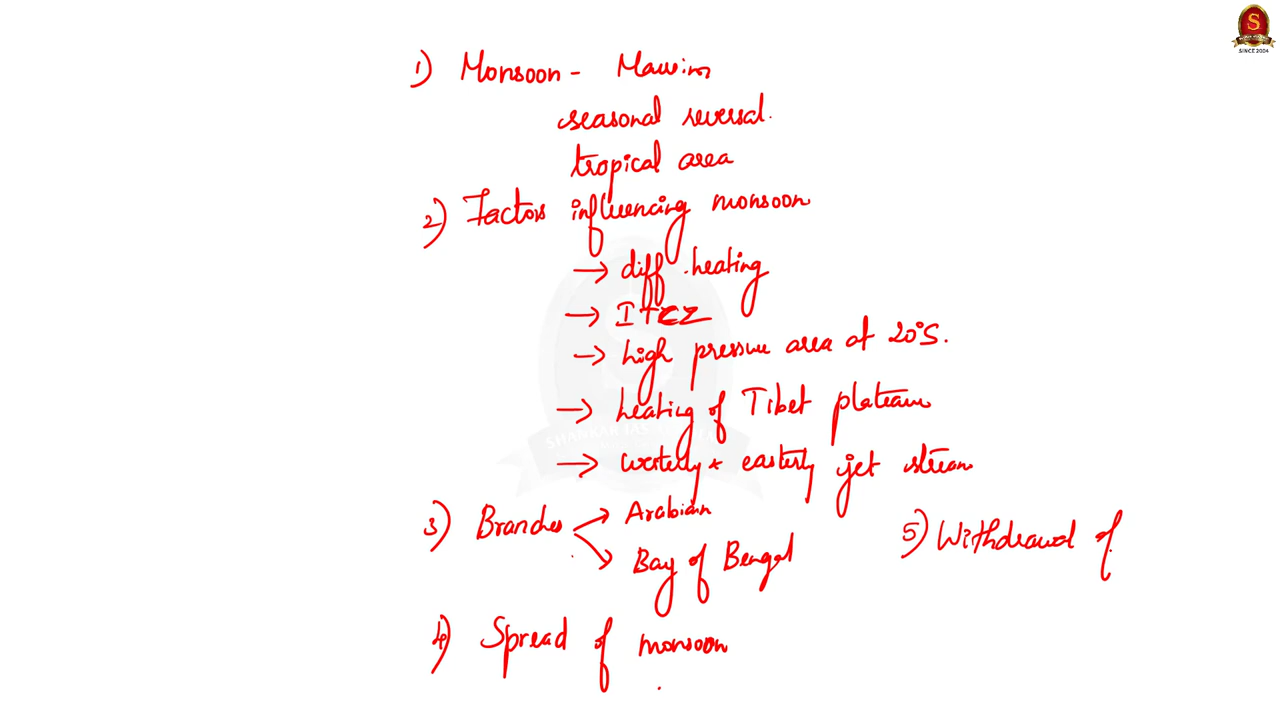 1) Monsoon - Mausim
seasonal reversal.
tropical area
2) Factors influencing monsoon
→ diff. heating
→ ITCZ
→ high pressure area at 20°S.
→ heating of Tibet plateau
→ westerly & easterly jet stream
3) Branches → Arabian
→ Bay of Bengal
4) Spread of monsoon
5) Withdrawal of
S
SINCE 2004